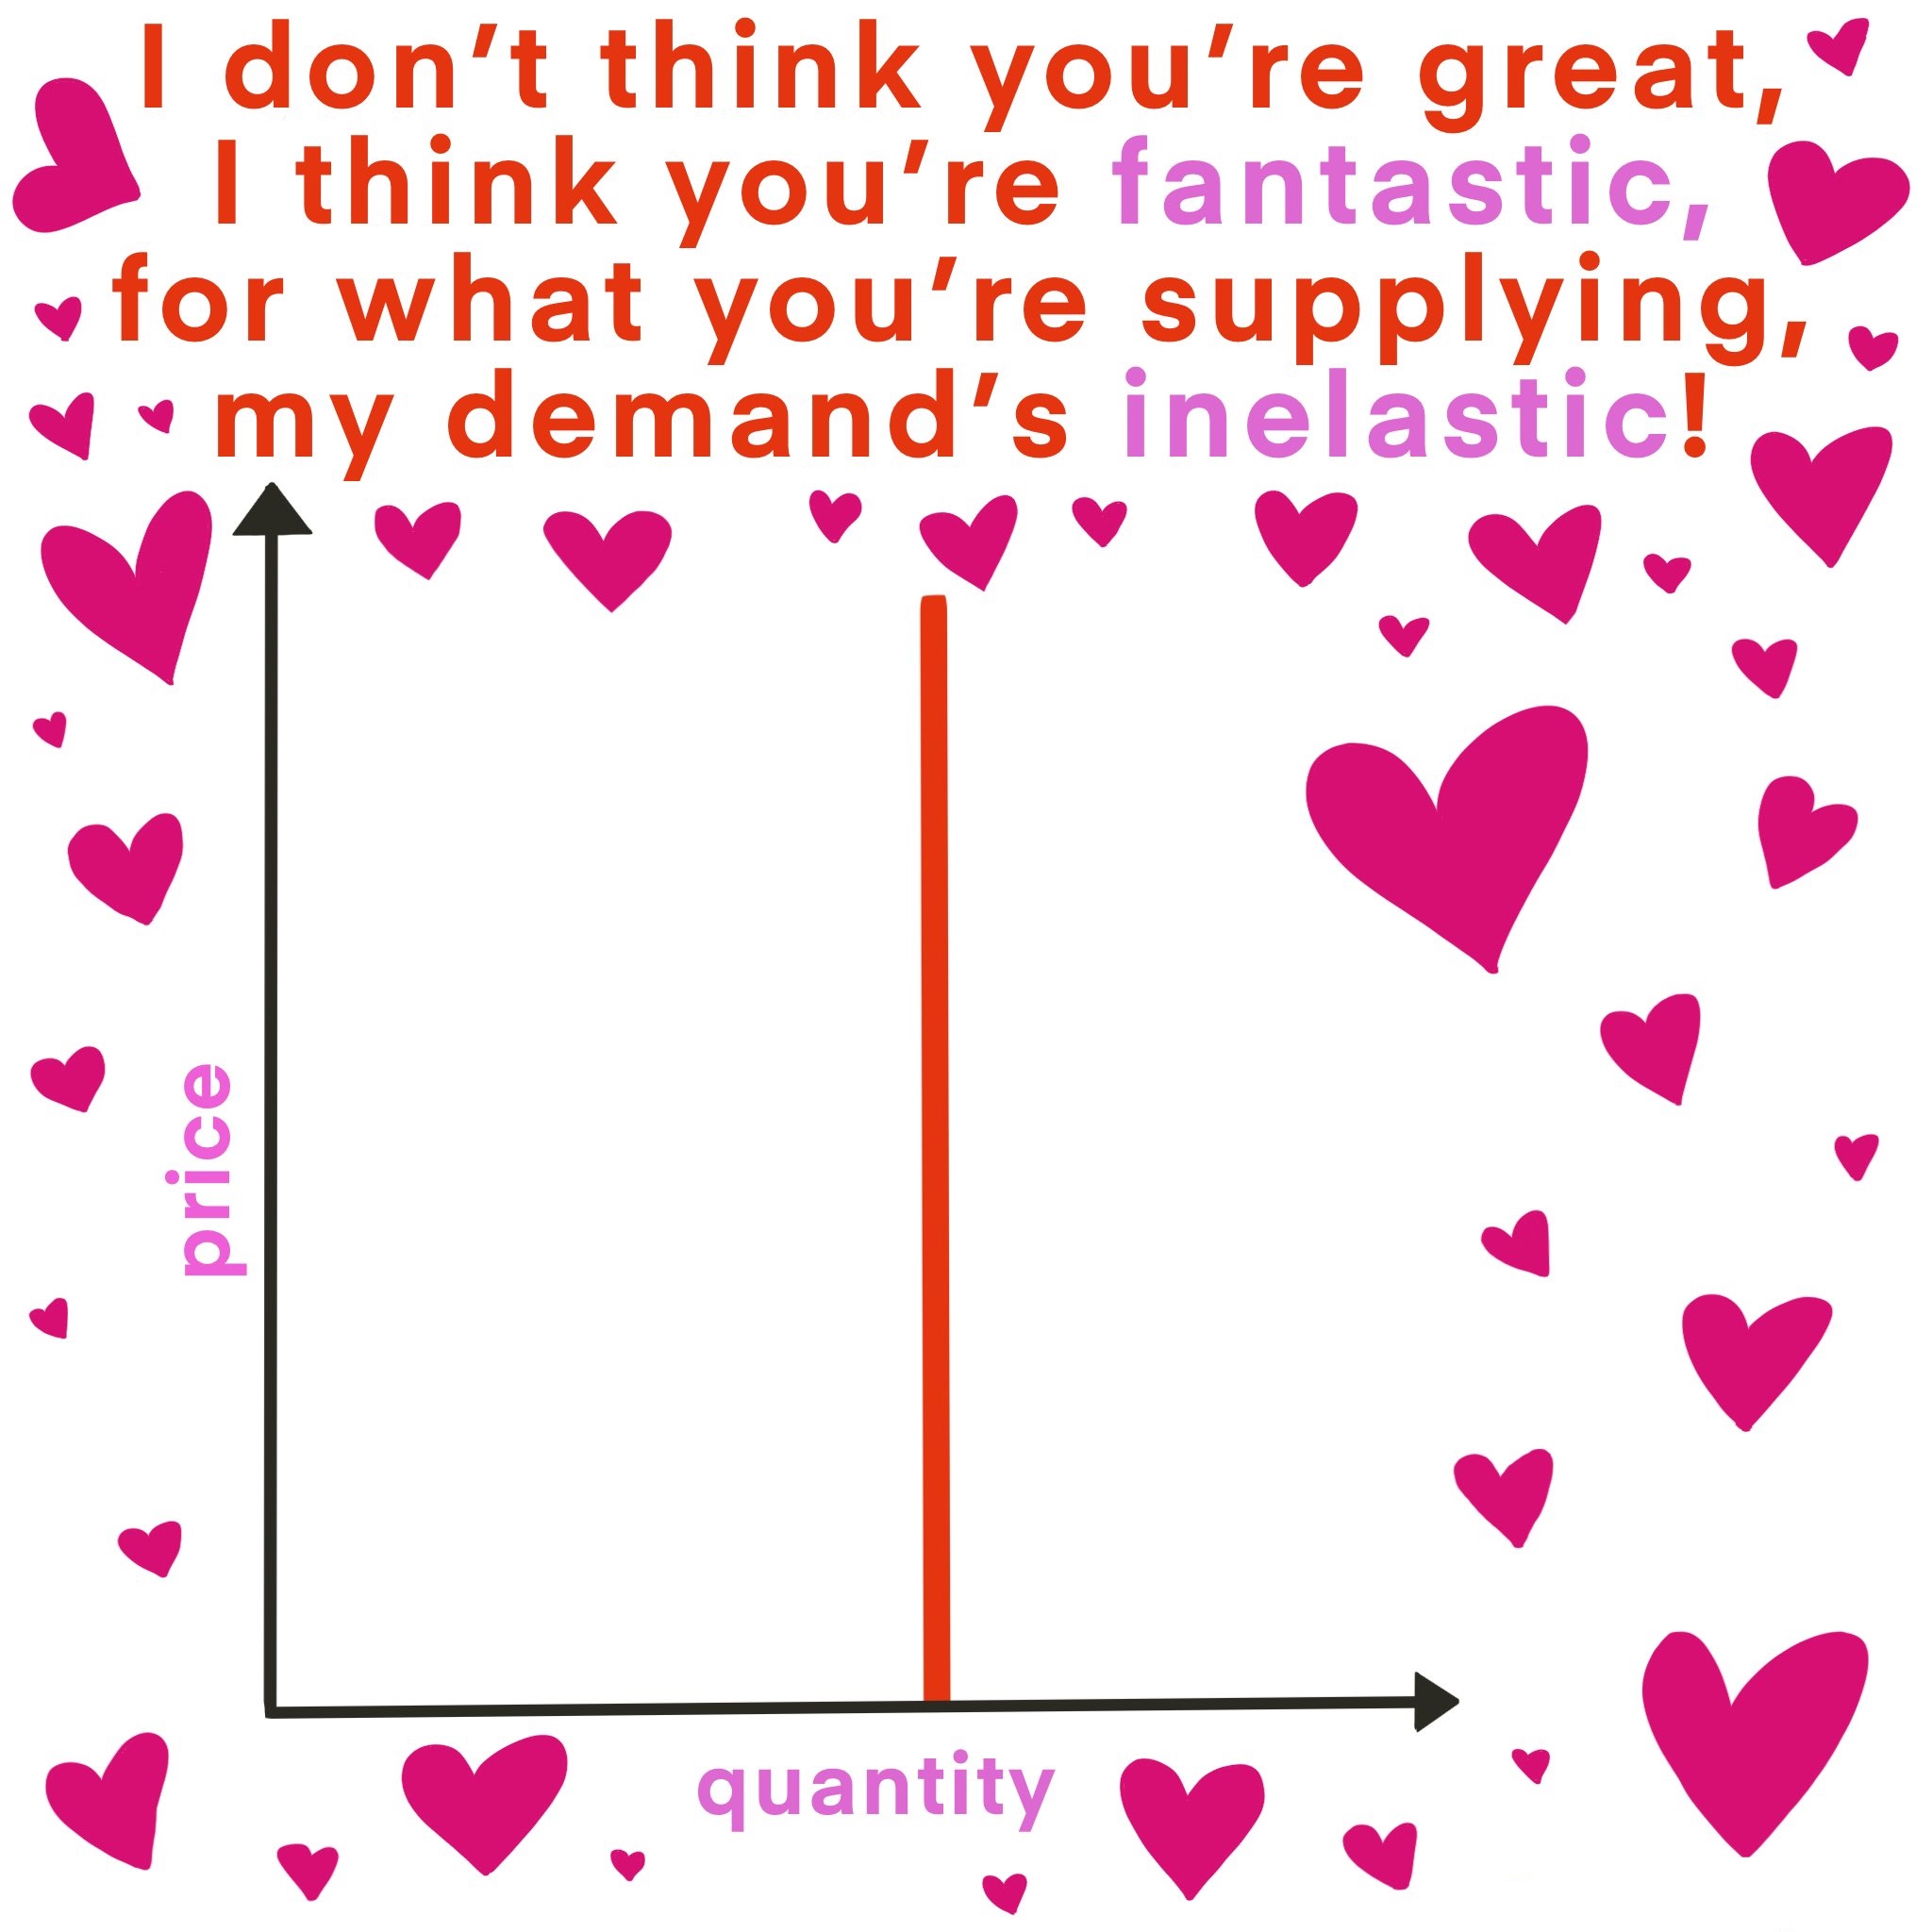 I don’t think you’re great,
I think you’re fantastic,
for what you’re supplying,
my demand’s inelastic!
price
quantity